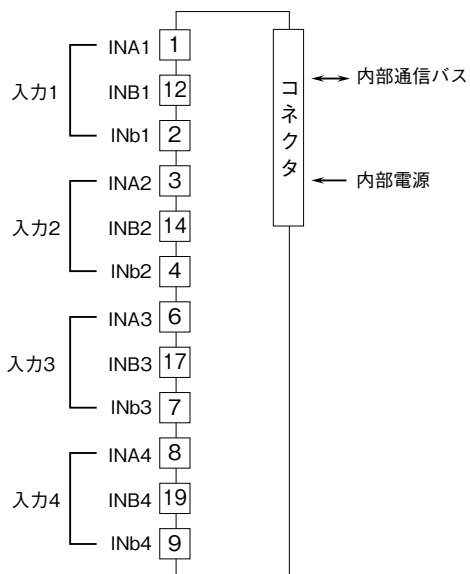 入力1
INA1 1
INB1 12
INb1 2
入力2
INA2 3
INB2 14
INb2 4
入力3
INA3 6
INB3 17
INb3 7
入力4
INA4 8
INB4 19
INb4 9
コネクタ
内部通信バス
内部電源